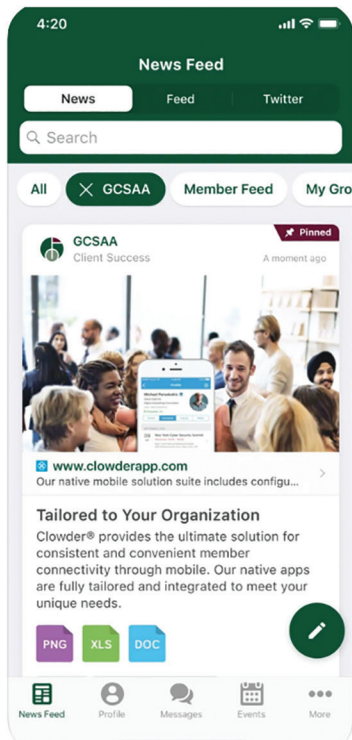 4:20
News Feed
News Feed Twitter
Search
All GCSAA Member Feed My Gro
Pinned
GCSAA
Client Success A moment ago
www.clowderapp.com
Our native mobile solution suite includes configu...
Tailored to Your Organization
Clowder® provides the ultimate solution for
consistent and convenient member
connectivity through mobile. Our native apps
are fully tailored and integrated to meet your
unique needs.
PNG XLS DOC
News Feed Profile Messages Events More